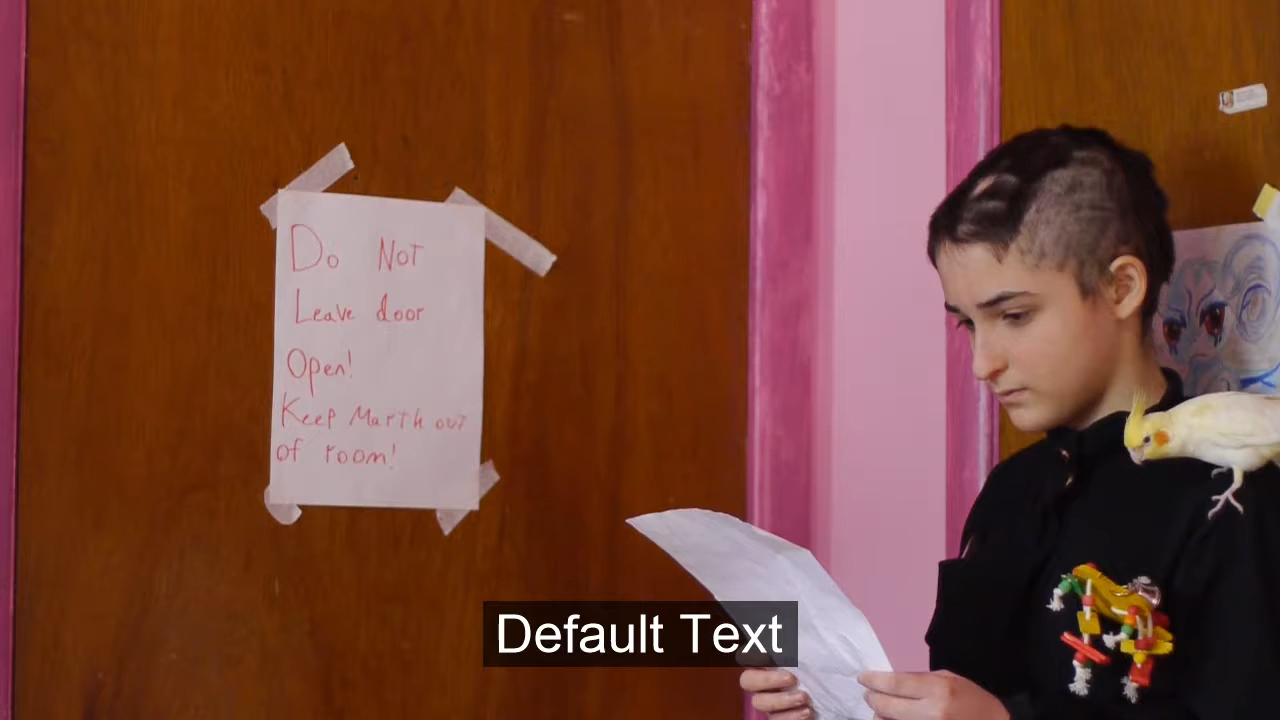 Do NOT
Leave door
Open!
Keep Marth out
of room!
Default Text